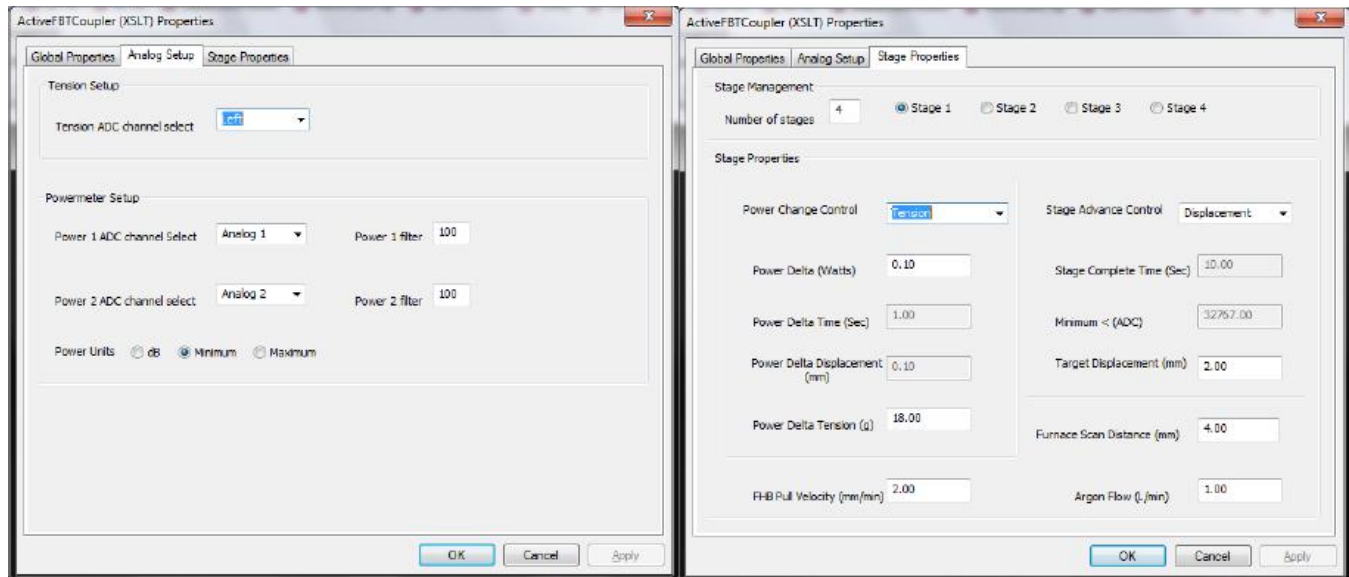 ActiveFBTCoupler (XSLT) Properties
Global Properties Analog Setup Stage Properties
Tension Setup
Tension ADC channel select Left
Powermeter Setup
Power 1 ADC channel Select Analog 1 Power 1 filter 100
Power 2 ADC channel select Analog 2 Power 2 filter 100
Power Units dB Minimum Maximum
OK Cancel Apply
ActiveFBTCoupler (XSLT) Properties
Global Properties Analog Setup Stage Properties
Stage Management
Number of stages 4 Stage 1 Stage 2 Stage 3 Stage 4
Stage Properties
Power Change Control Tension Stage Advance Control Displacement
Power Delta (Watts) 0.10 Stage Complete Time (Sec) 10.00
Power Delta Time (Sec) 1.00 Minimum < (ADC) 32767.00
Power Delta Displacement (mm) 0.10 Target Displacement (mm) 2.00
Power Delta Tension (g) 18.00 Furnace Scan Distance (mm) 4.00
FHB Pull Velocity (mm/min) 2.00 Argon Flow (L/min) 1.00
OK Cancel Apply